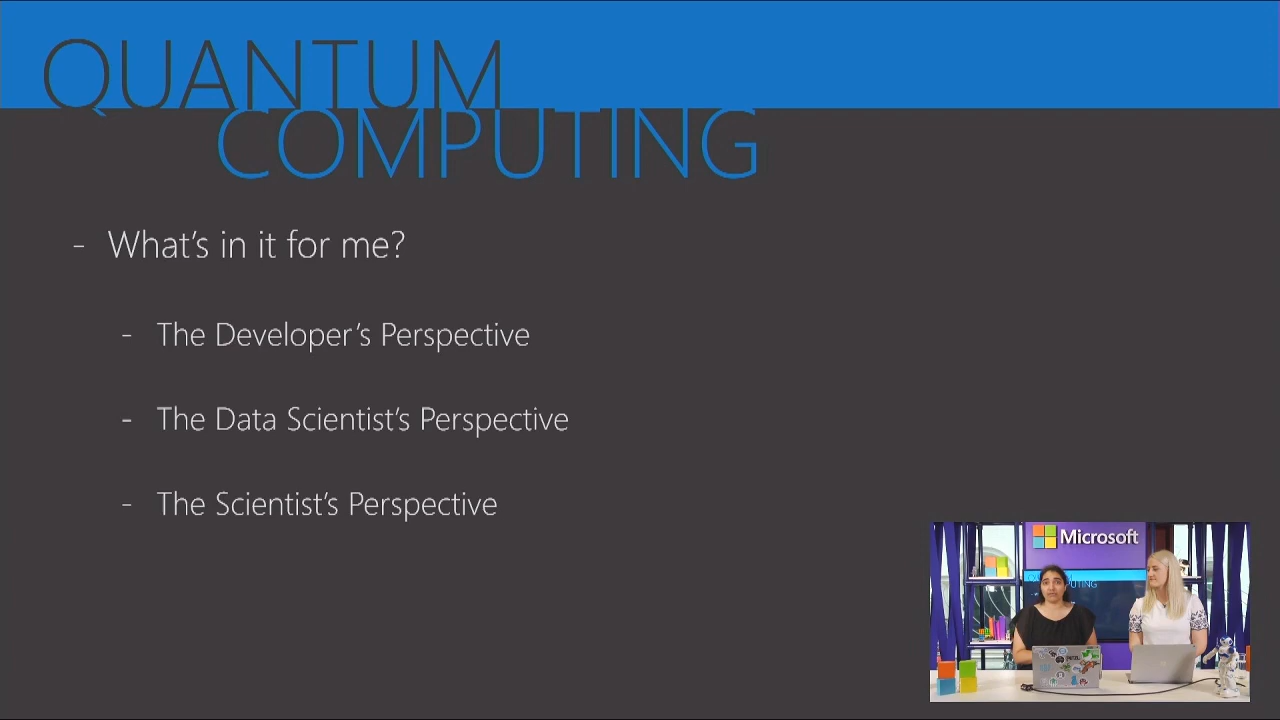 QUANTUM
COMPUTING
- What's in it for me?
- The Developer's Perspective
- The Data Scientist's Perspective
- The Scientist's Perspective
Microsoft